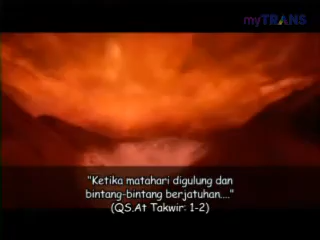 myTRANS
"Ketika matahari digulung dan
bintang-bintang berjatuhan...."
(QS.At Takwir: 1-2)